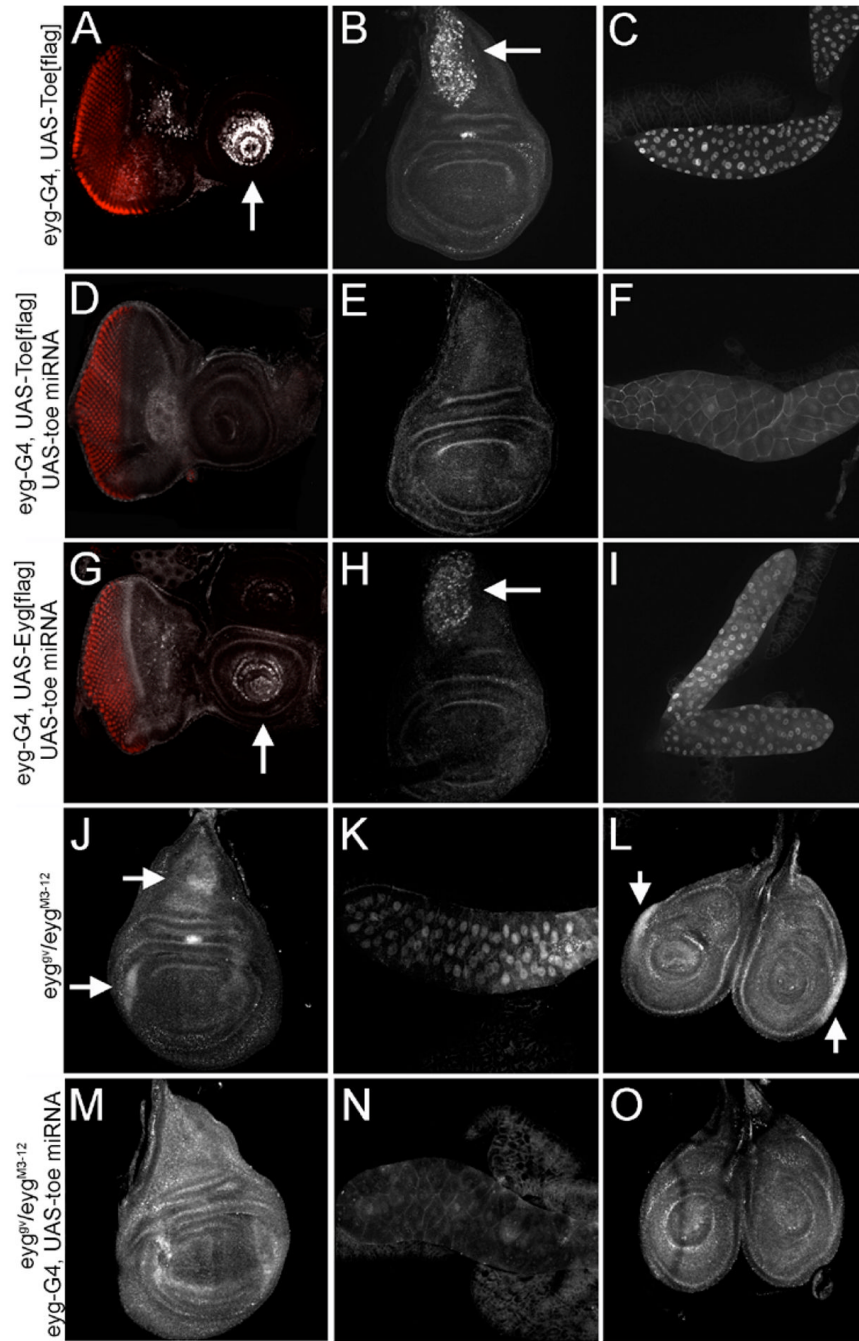 eyg-G4, UAS-Toe[flag]
A
B
C
eyg-G4, UAS-Toe[flag]
UAS-toe miRNA
D
E
F
eyg-G4, UAS-Eyg[flag]
UAS-toe miRNA
G
H
I
eyg^gv/eyg^M3-12
J
K
L
eyg^gv/eyg^M3-12
eyg-G4, UAS-toe miRNA
M
N
O